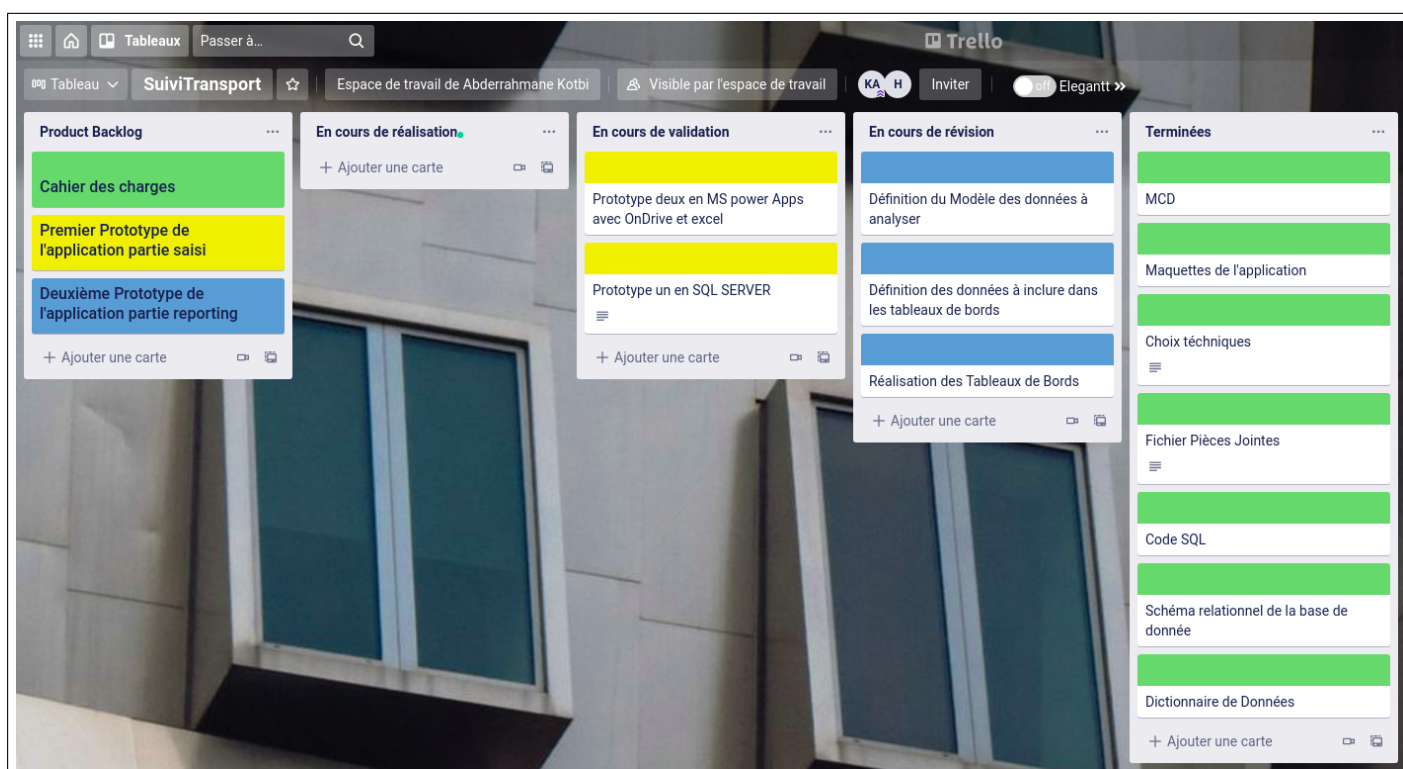 Tableaux
Passer à...
Trello
Tableau
SuiviTransport
Espace de travail de Abderrahmane Kotbi
Visible par l'espace de travail
KA
H
Inviter
off
Elegantt
Product Backlog
Cahier des charges
Premier Prototype de
l'application partie saisi
Deuxième Prototype de
l'application partie reporting
+ Ajouter une carte
En cours de réalisation
+ Ajouter une carte
En cours de validation
Prototype deux en MS power Apps
avec OnDrive et excel
Prototype un en SQL SERVER
+ Ajouter une carte
En cours de révision
Définition du Modèle des données à
analyser
Définition des données à inclure dans
les tableaux de bords
Réalisation des Tableaux de Bords
+ Ajouter une carte
Terminées
MCD
Maquettes de l'application
Choix téchniques
Fichier Pièces Jointes
Code SQL
Schéma relationnel de la base de
donnée
Dictionnaire de Données
+ Ajouter une carte